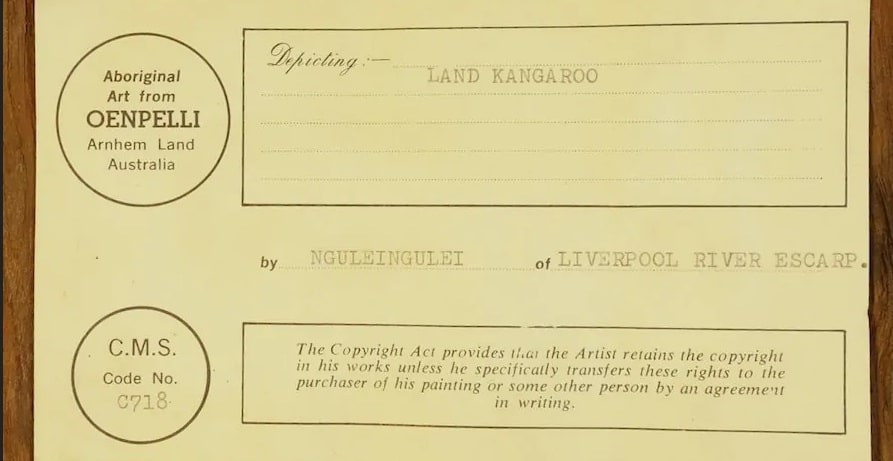 Aboriginal
Art from
OENPELLI
Arnhem Land
Australia
Depicting :—
LAND KANGAROO
by NGULEINGULEI of LIVERPOOL RIVER ESCARP.
C.M.S.
Code No.
C718
The Copyright Act provides that the Artist retains the copyright
in his works unless he specifically transfers these rights to the
purchaser of his painting or some other person by an agreement
in writing.